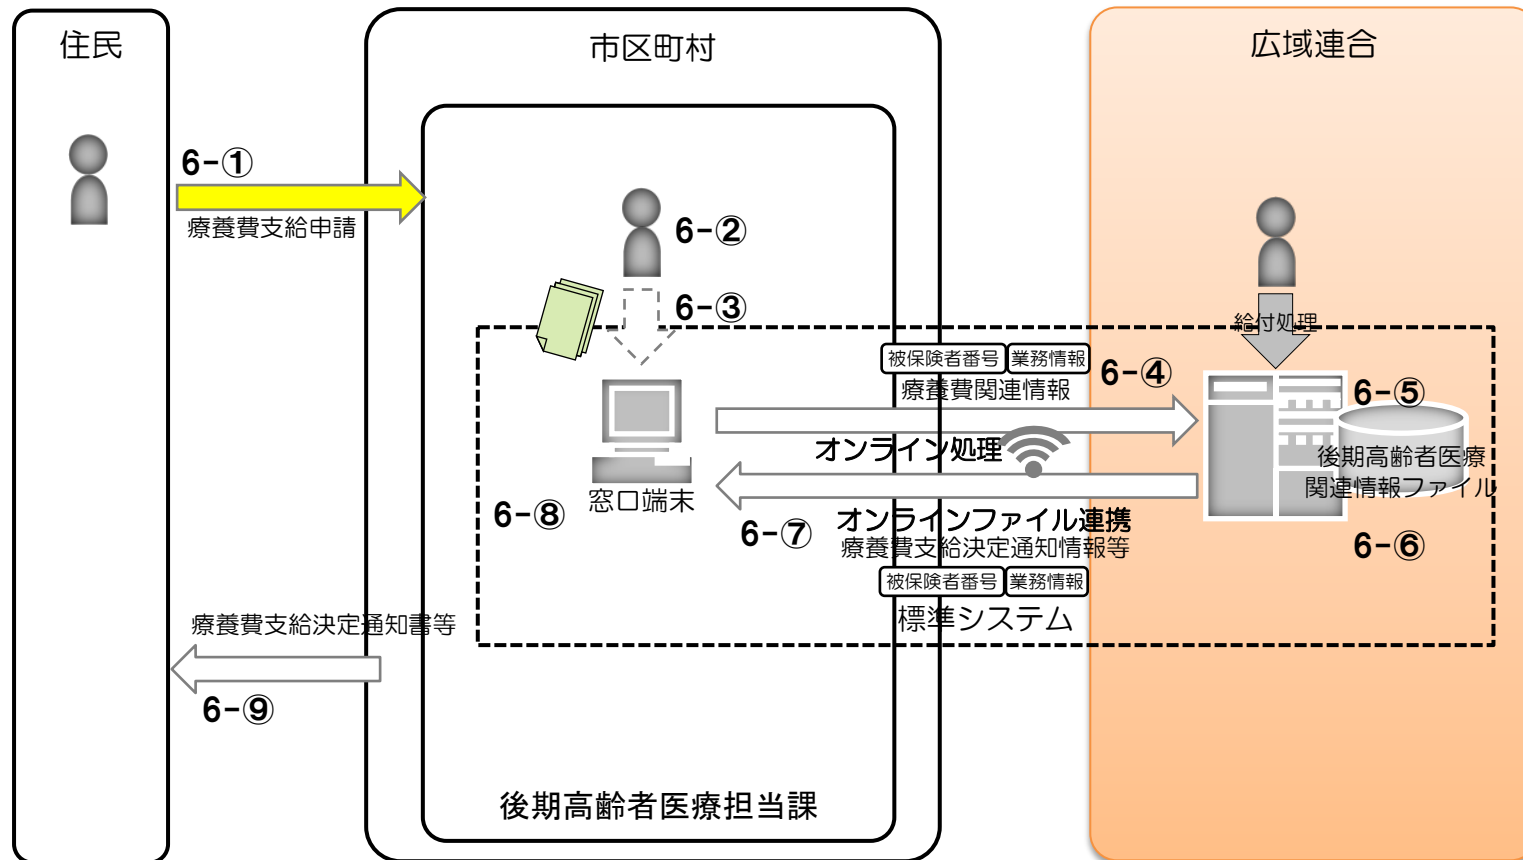 住民
市区町村
広域連合
6-①
療養費支給申請
6-②
6-③
給付処理
被保険者番号 業務情報
療養費関連情報
6-④
6-⑤
オンライン処理
後期高齢者医療
関連情報ファイル
窓口端末
6-⑧
6-⑦
オンラインファイル連携
療養費支給決定通知情報等
6-⑥
被保険者番号 業務情報
標準システム
療養費支給決定通知書等
6-⑨
後期高齢者医療担当課